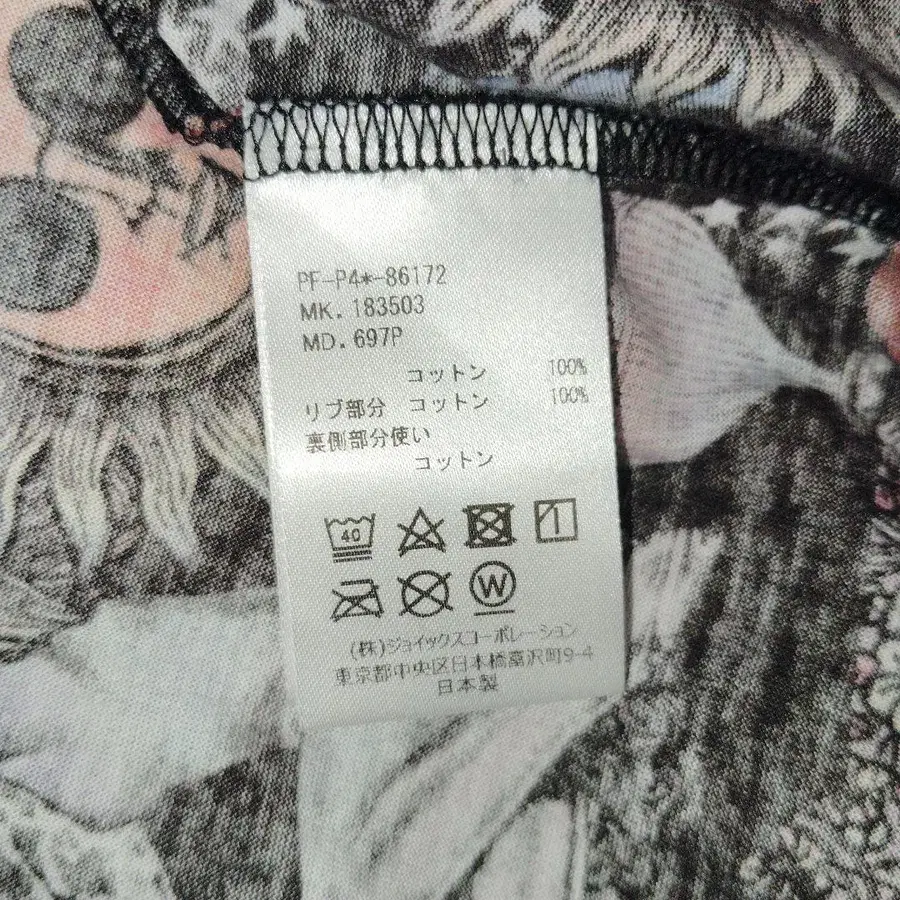 PF-P4*-86172
MK. 183503
MD. 697P
コットン 100%
リブ部分 コットン 100%
裏側部分使い
コットン
40
W
(株)ジョイックスコーポレーション
東京都中央区日本橋富沢町9-4
日本製